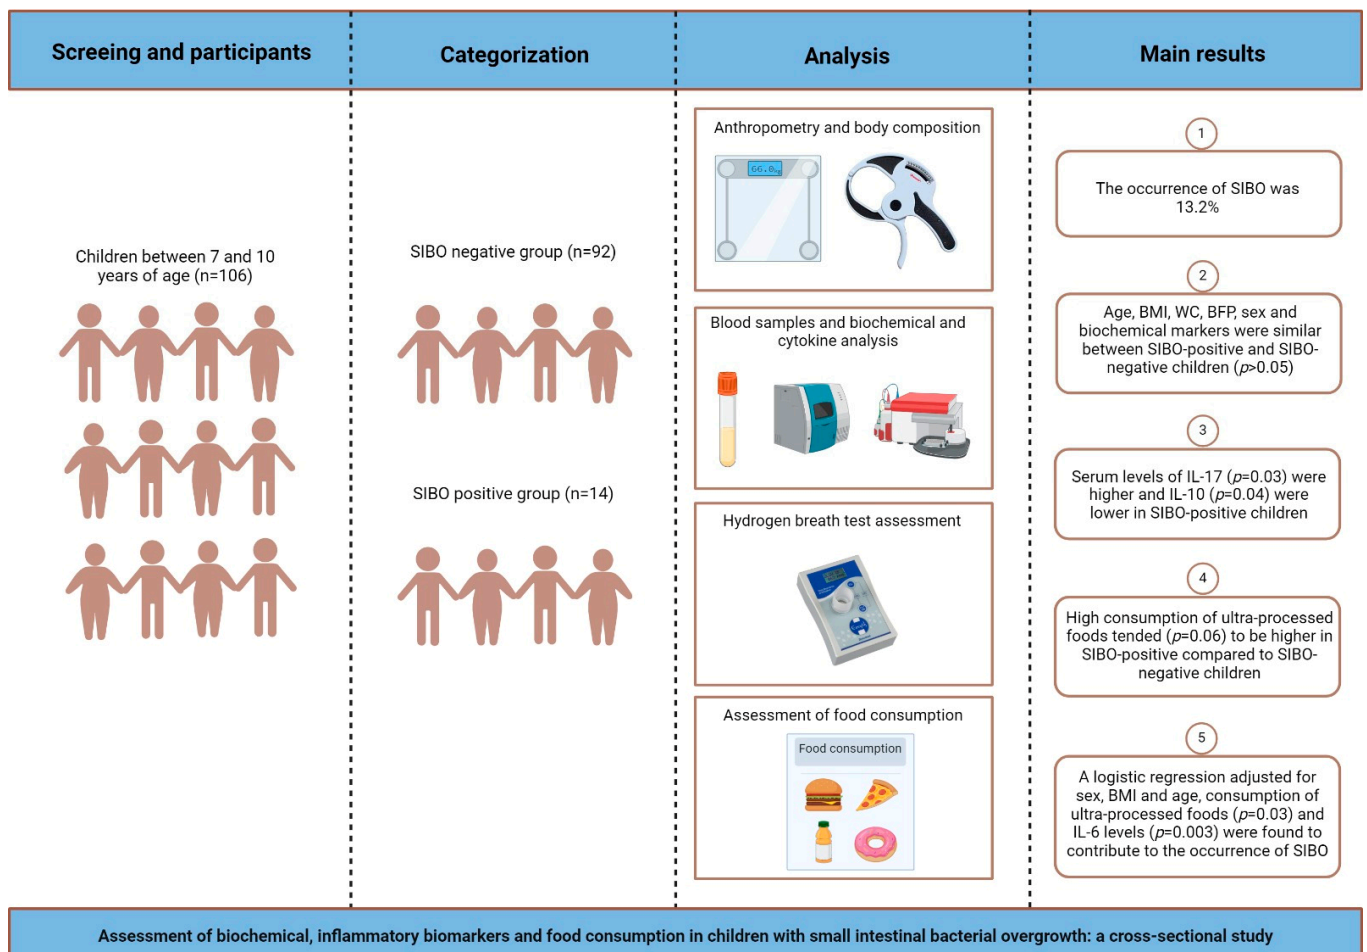 Screeing and participants
Categorization
Analysis
Main results
Children between 7 and 10
years of age (n=106)
SIBO negative group (n=92)
SIBO positive group (n=14)
Anthropometry and body composition
66.0
Blood samples and biochemical and
cytokine analysis
Hydrogen breath test assessment
Assessment of food consumption
Food consumption
1
The occurrence of SIBO was
13.2%
2
Age, BMI, WC, BFP, sex and
biochemical markers were similar
between SIBO-positive and SIBO-
negative children (p>0.05)
3
Serum levels of IL-17 (p=0.03) were
higher and IL-10 (p=0.04) were
lower in SIBO-positive children
4
High consumption of ultra-processed
foods tended (p=0.06) to be higher in
SIBO-positive compared to SIBO-
negative children
5
A logistic regression adjusted for
sex, BMI and age, consumption of
ultra-processed foods (p=0.03) and
IL-6 levels (p=0.003) were found to
contribute to the occurrence of SIBO
Assessment of biochemical, inflammatory biomarkers and food consumption in children with small intestinal bacterial overgrowth: a cross-sectional study